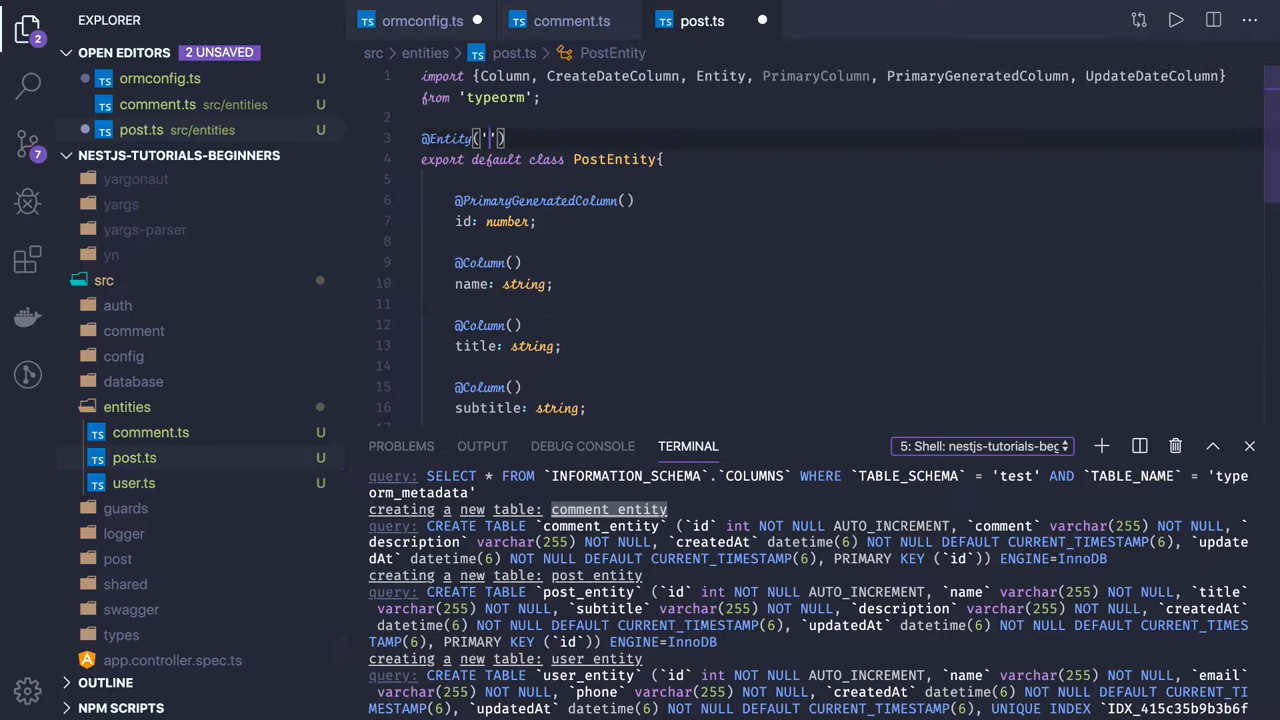 EXPLORER
OPEN EDITORS 2 UNSAVED
TS ormconfig.ts U
TS comment.ts src/entities U
TS post.ts src/entities U
NESTJS-TUTORIALS-BEGINNERS
yargonaut
yargs
yargs-parser
yn
src
auth
comment
config
database
entities
TS comment.ts U
TS post.ts U
TS user.ts U
guards
logger
post
shared
swagger
types
app.controller.spec.ts
OUTLINE
NPM SCRIPTS
2
7
TS ormconfig.ts
TS comment.ts
TS post.ts
src > entities > TS post.ts > PostEntity
1 import {Column, CreateDateColumn, Entity, PrimaryColumn, PrimaryGeneratedColumn, UpdateDateColumn}
from 'typeorm';
2
3 @Entity('')
4 export default class PostEntity{
5
6 @PrimaryGeneratedColumn()
7 id: number;
8
9 @Column()
10 name: string;
11
12 @Column()
13 title: string;
14
15 @Column()
16 subtitle: string;
PROBLEMS OUTPUT DEBUG CONSOLE TERMINAL 5: Shell: nestjs-tutorials-beg
query: SELECT * FROM `INFORMATION_SCHEMA`.`COLUMNS` WHERE `TABLE_SCHEMA` = 'test' AND `TABLE_NAME` = 'type
orm_metadata'
creating a new table: comment_entity
query: CREATE TABLE `comment_entity` (`id` int NOT NULL AUTO_INCREMENT, `comment` varchar(255) NOT NULL, `
description` varchar(255) NOT NULL, `createdAt` datetime(6) NOT NULL DEFAULT CURRENT_TIMESTAMP(6), `update
dAt` datetime(6) NOT NULL DEFAULT CURRENT_TIMESTAMP(6), PRIMARY KEY (`id`)) ENGINE=InnoDB
creating a new table: post_entity
query: CREATE TABLE `post_entity` (`id` int NOT NULL AUTO_INCREMENT, `name` varchar(255) NOT NULL, `title`
varchar(255) NOT NULL, `subtitle` varchar(255) NOT NULL, `description` varchar(255) NOT NULL, `createdAt`
datetime(6) NOT NULL DEFAULT CURRENT_TIMESTAMP(6), `updatedAt` datetime(6) NOT NULL DEFAULT CURRENT_TIMES
TAMP(6), PRIMARY KEY (`id`)) ENGINE=InnoDB
creating a new table: user_entity
query: CREATE TABLE `user_entity` (`id` int NOT NULL AUTO_INCREMENT, `name` varchar(255) NOT NULL, `email`
varchar(255) NOT NULL, `phone` varchar(255) NOT NULL, `createdAt` datetime(6) NOT NULL DEFAULT CURRENT_TI
MESTAMP(6), `updatedAt` datetime(6) NOT NULL DEFAULT CURRENT_TIMESTAMP(6), UNIQUE INDEX `IDX_415c35b9b3b6f